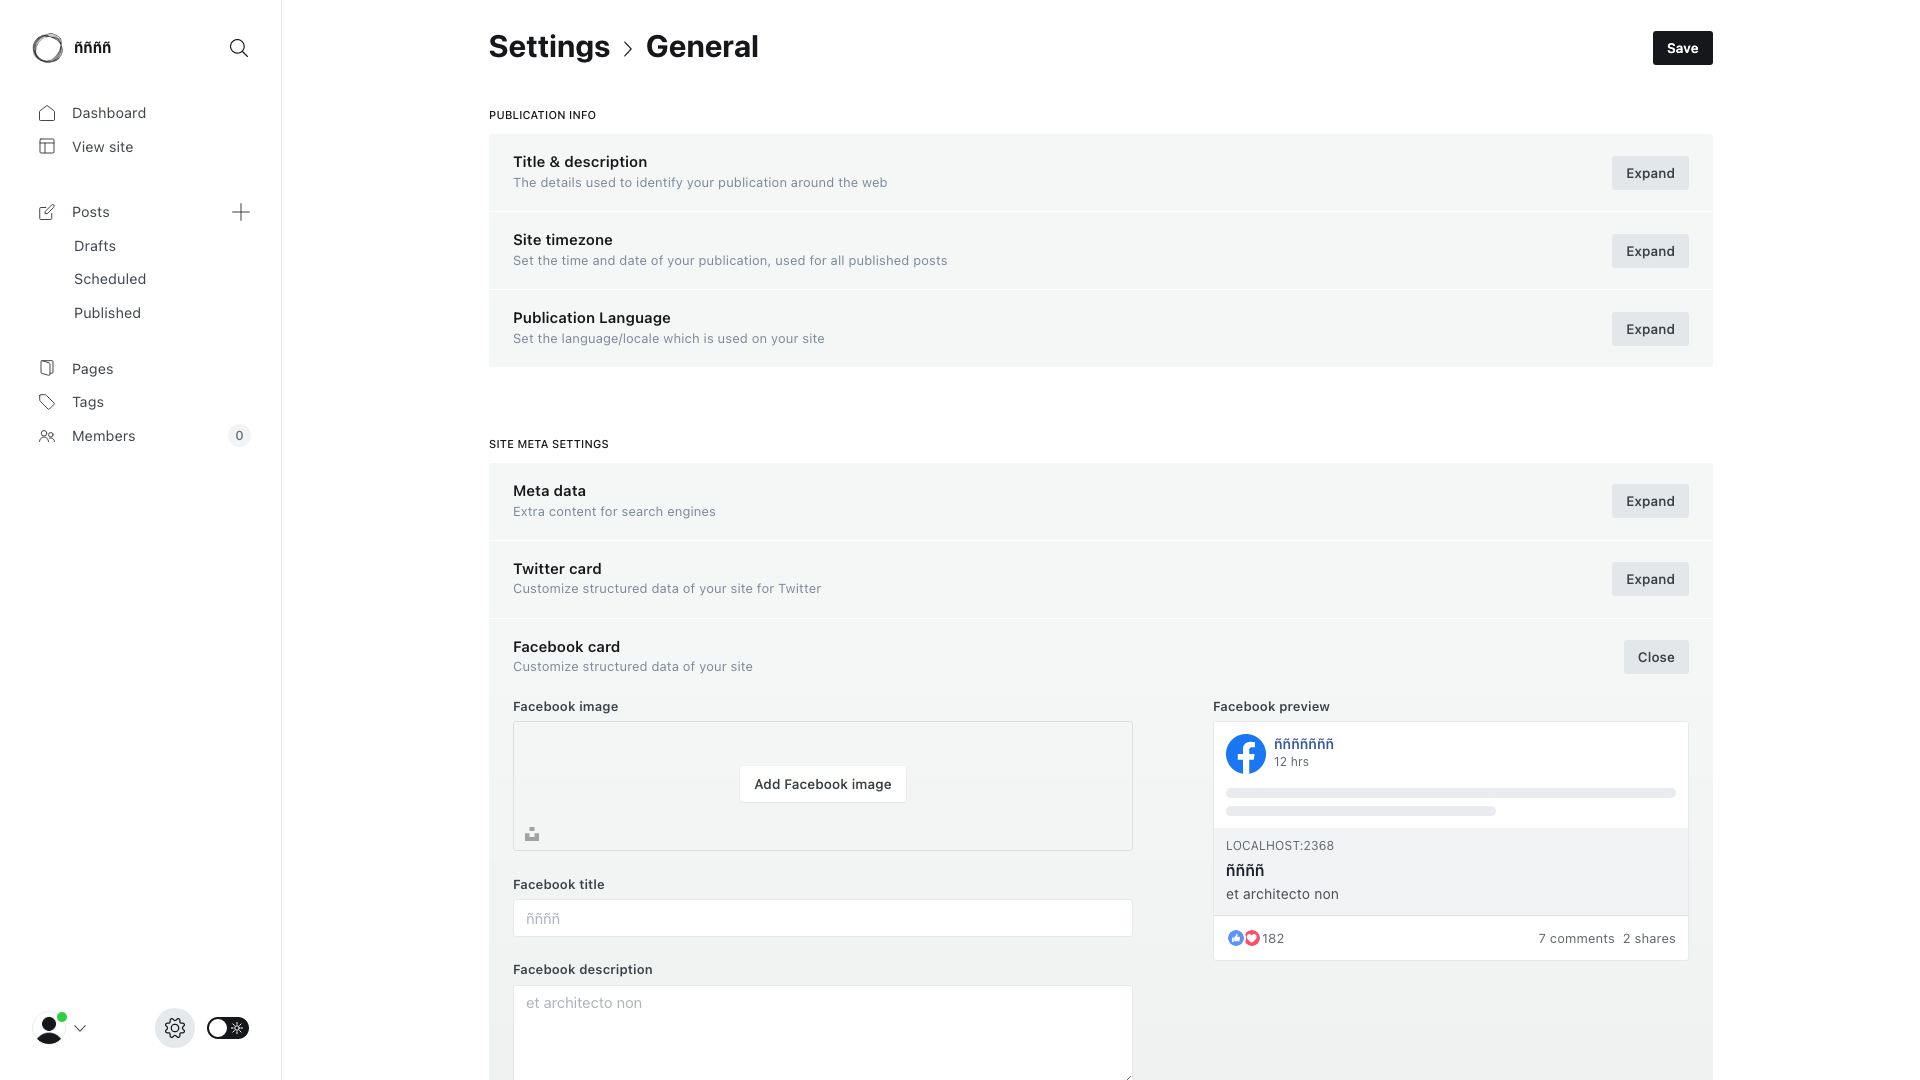 ññññ
Dashboard
View site
Posts
Drafts
Scheduled
Published
Pages
Tags
Members 0
Settings General
Save
PUBLICATION INFO
Title & description
The details used to identify your publication around the web
Expand
Site timezone
Set the time and date of your publication, used for all published posts
Expand
Publication Language
Set the language/locale which is used on your site
Expand
SITE META SETTINGS
Meta data
Extra content for search engines
Expand
Twitter card
Customize structured data of your site for Twitter
Expand
Facebook card
Customize structured data of your site
Close
Facebook image
Add Facebook image
Facebook title
ññññ
Facebook description
et architecto non
Facebook preview
ñññññññ
12 hrs
LOCALHOST:2368
ññññ
et architecto non
182 7 comments 2 shares